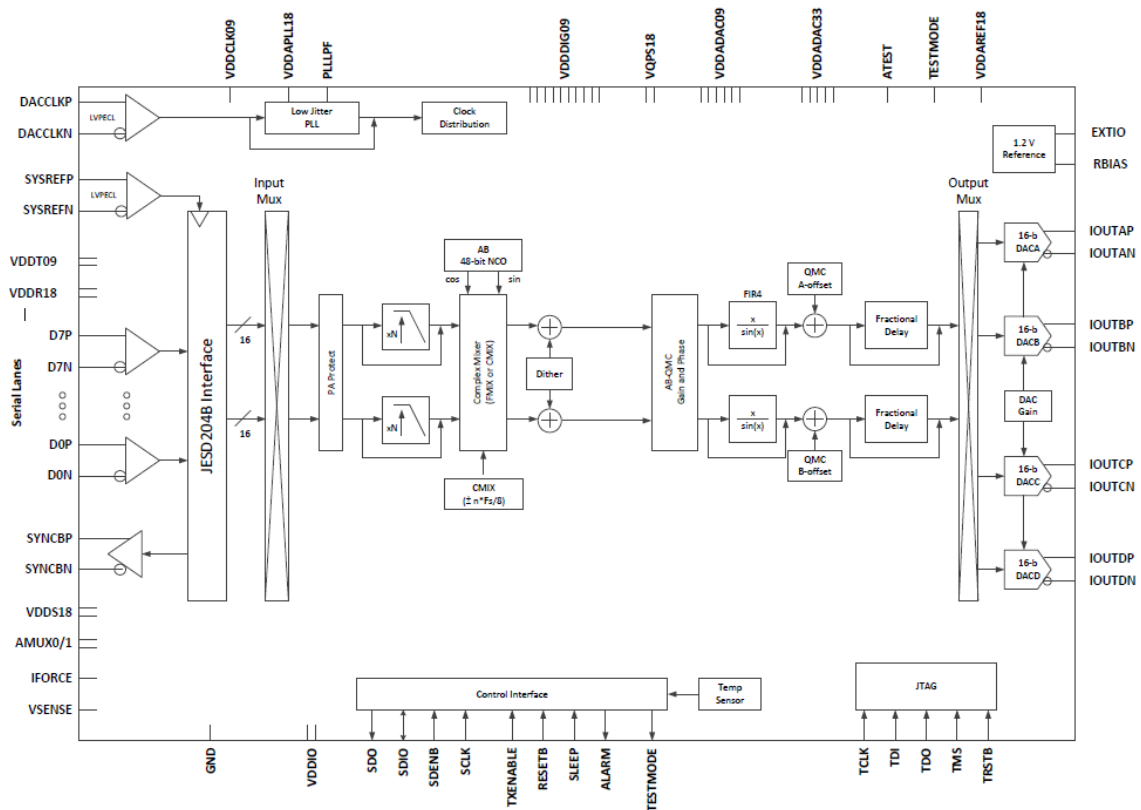 VDDCLK09
VDDAPLL18
PLLLPF
VDDDIG09
VQPS18
VDDADAC09
VDDADAC33
ATEST
TESTMODE
VDDAREF18
DACCLKP
LVPECL
DACCLKN
Low Jitter
PLL
Clock
Distribution
1.2 V
Reference
EXTIO
RBIAS
SYSREFP
LVPECL
SYSREFN
Input
Mux
Output
Mux
VDDT09
VDDR18
Serial Lanes
D7P
D7N
D0P
D0N
SYNCBP
SYNCBN
VDDS18
AMUX0/1
IFORCE
VSENSE
JESD204B Interface
16
16
PA Protect
xN
xN
AB
48-bit NCO
cos
sin
Complex Mixer
(FMIX or CMIX)
CMIX
(± n*Fs/8)
Dither
AB-QMC
Gain and Phase
FIR4
x
sin(x)
x
sin(x)
QMC
A-offset
QMC
B-offset
Fractional
Delay
Fractional
Delay
16-b
DACA
16-b
DACB
DAC
Gain
16-b
DACC
16-b
DACD
IOUTAP
IOUTAN
IOUTBP
IOUTBN
IOUTCP
IOUTCN
IOUTDP
IOUTDN
Control Interface
Temp
Sensor
JTAG
GND
VDDIO
SDO
SDIO
SDENB
SCLK
TXENABLE
RESETB
SLEEP
ALARM
TESTMODE
TCLK
TDI
TDO
TMS
TRSTB